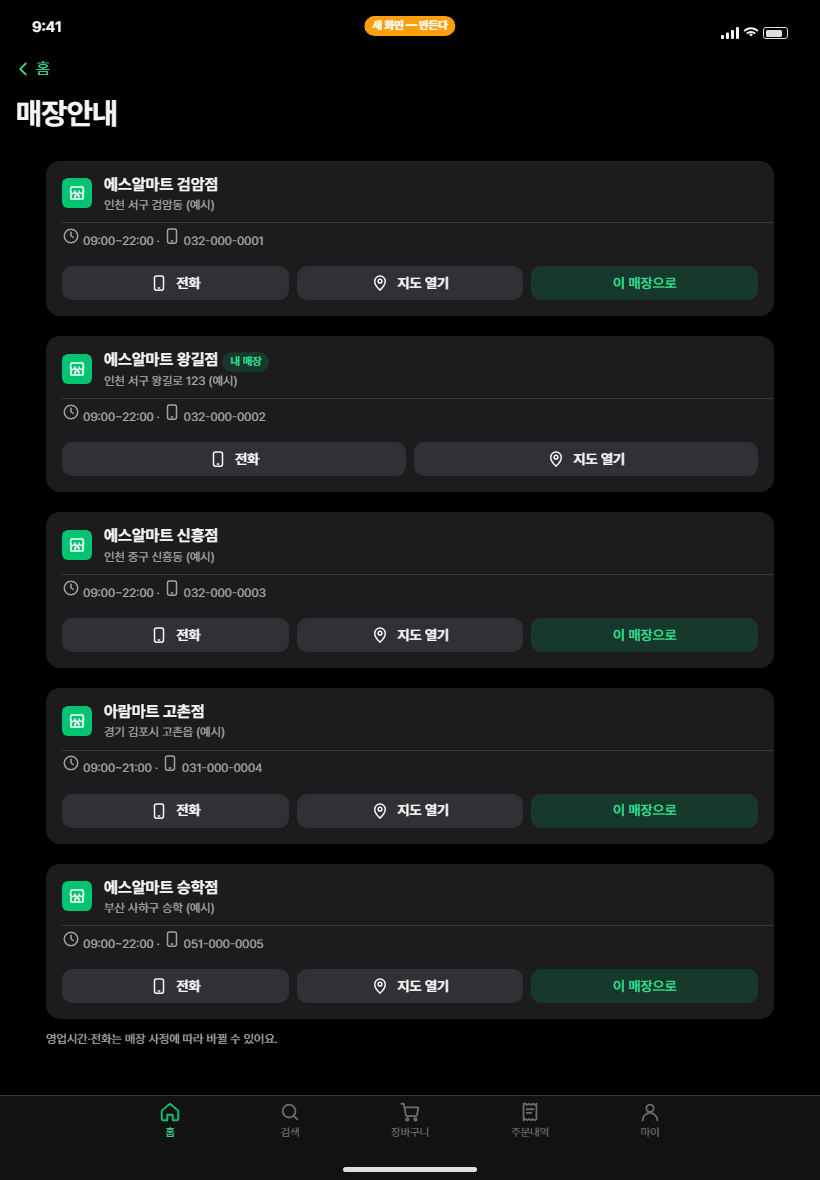 9:41
새 화면 — 만든다
홈
매장안내
에스알마트 검암점
인천 서구 검암동 (예시)
09:00~22:00 · 032-000-0001
전화
지도 열기
이 매장으로
에스알마트 왕길점 내 매장
인천 서구 왕길로 123 (예시)
09:00~22:00 · 032-000-0002
전화
지도 열기
에스알마트 신흥점
인천 중구 신흥동 (예시)
09:00~22:00 · 032-000-0003
전화
지도 열기
이 매장으로
아람마트 고촌점
경기 김포시 고촌읍 (예시)
09:00~21:00 · 031-000-0004
전화
지도 열기
이 매장으로
에스알마트 승학점
부산 사하구 승학 (예시)
09:00~22:00 · 051-000-0005
전화
지도 열기
이 매장으로
영업시간·전화는 매장 사정에 따라 바뀔 수 있어요.
홈
검색
장바구니
주문내역
마이